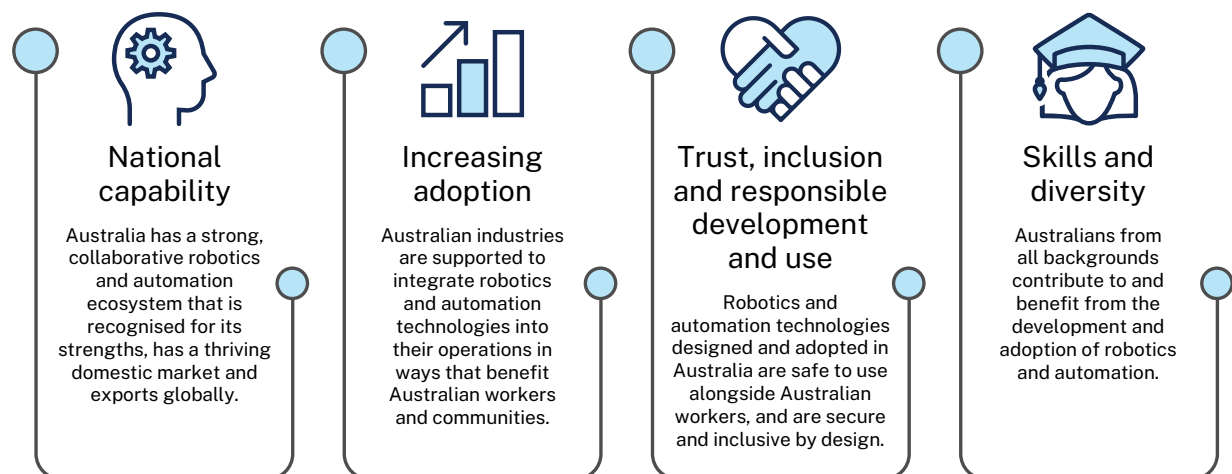 National
capability
Australia has a strong,
collaborative robotics
and automation
ecosystem that is
recognised for its
strengths, has a thriving
domestic market and
exports globally.
Increasing
adoption
Australian industries
are supported to
integrate robotics
and automation
technologies into
their operations in
ways that benefit
Australian workers
and communities.
Trust, inclusion
and responsible
development
and use
Robotics and
automation technologies
designed and adopted in
Australia are safe to use
alongside Australian
workers, and are secure
and inclusive by design.
Skills and
diversity
Australians from
all backgrounds
contribute to and
benefit from the
development and
adoption of robotics
and automation.